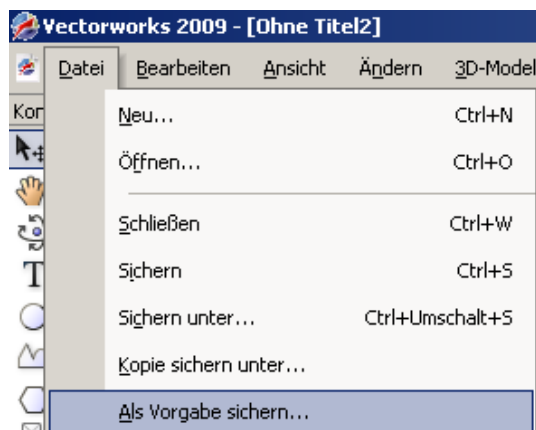 Vectorworks 2009 - [Ohne Titel2]
Datei Bearbeiten Ansicht Ändern 3D-Model
Kor
Neu... Ctrl+N
Öffnen... Ctrl+O
Schließen Ctrl+W
Sichern Ctrl+S
Sichern unter... Ctrl+Umschalt+S
Kopie sichern unter...
Als Vorgabe sichern...